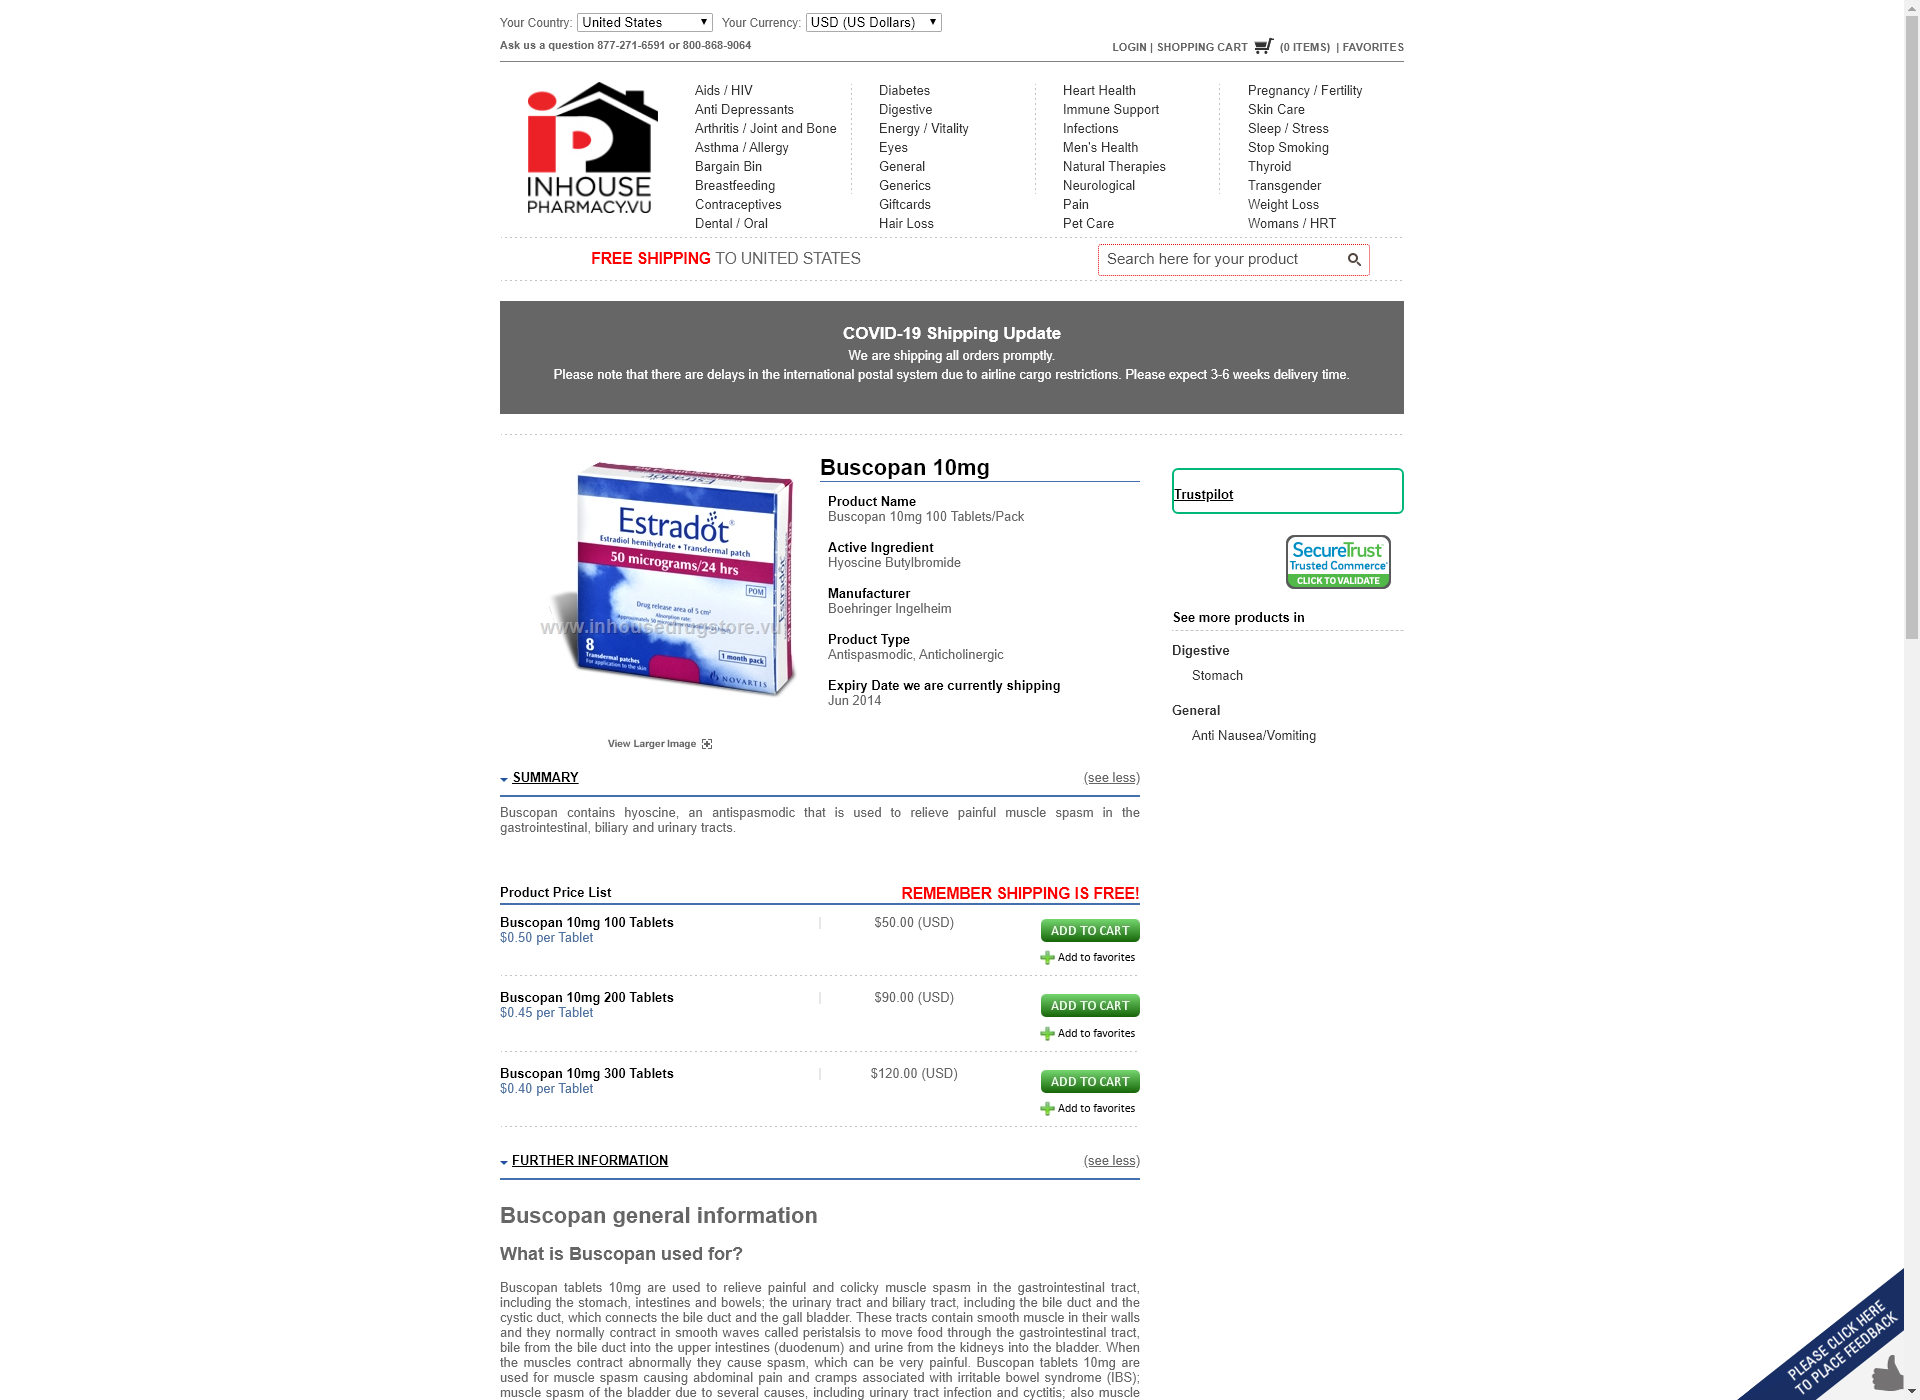 Your Country: United States Your Currency: USD (US Dollars)
Ask us a question 877-271-6591 or 800-868-9064
LOGIN | SHOPPING CART (0 ITEMS) | FAVORITES
INHOUSE
PHARMACY.VU
Aids / HIV
Anti Depressants
Arthritis / Joint and Bone
Asthma / Allergy
Bargain Bin
Breastfeeding
Contraceptives
Dental / Oral
Diabetes
Digestive
Energy / Vitality
Eyes
General
Generics
Giftcards
Hair Loss
Heart Health
Immune Support
Infections
Men's Health
Natural Therapies
Neurological
Pain
Pet Care
Pregnancy / Fertility
Skin Care
Sleep / Stress
Stop Smoking
Thyroid
Transgender
Weight Loss
Womans / HRT
FREE SHIPPING TO UNITED STATES
Search here for your product
COVID-19 Shipping Update
We are shipping all orders promptly.
Please note that there are delays in the international postal system due to airline cargo restrictions. Please expect 3-6 weeks delivery time.
Estradot®
Estradiol hemihydrate • Transdermal patch
50 micrograms/24 hrs
POM
Drug release area of 5 cm²
www.inhousedrugstore.vu
8
Transdermal patches
For application to the skin
1 month pack
NOVARTIS
Estradot
View Larger Image
Buscopan 10mg
Product Name
Buscopan 10mg 100 Tablets/Pack
Active Ingredient
Hyoscine Butylbromide
Manufacturer
Boehringer Ingelheim
Product Type
Antispasmodic, Anticholinergic
Expiry Date we are currently shipping
Jun 2014
Trustpilot
SecureTrust
Trusted Commerce
CLICK TO VALIDATE
See more products in
Digestive
Stomach
General
Anti Nausea/Vomiting
SUMMARY (see less)
Buscopan contains hyoscine, an antispasmodic that is used to relieve painful muscle spasm in the
gastrointestinal, biliary and urinary tracts.
Product Price List REMEMBER SHIPPING IS FREE!
Buscopan 10mg 100 Tablets $50.00 (USD) ADD TO CART
$0.50 per Tablet
Add to favorites
Buscopan 10mg 200 Tablets $90.00 (USD) ADD TO CART
$0.45 per Tablet
Add to favorites
Buscopan 10mg 300 Tablets $120.00 (USD) ADD TO CART
$0.40 per Tablet
Add to favorites
FURTHER INFORMATION (see less)
Buscopan general information
What is Buscopan used for?
Buscopan tablets 10mg are used to relieve painful and colicky muscle spasm in the gastrointestinal tract,
including the stomach, intestines and bowels; the urinary tract and biliary tract, including the bile duct and the
cystic duct, which connects the bile duct and the gall bladder. These tracts contain smooth muscle in their walls
and they normally contract in smooth waves called peristalsis to move food through the gastrointestinal tract,
bile from the bile duct into the upper intestines (duodenum) and urine from the kidneys into the bladder. When
the muscles contract abnormally they cause spasm, which can be very painful. Buscopan tablets 10mg are
used for muscle spasm causing abdominal pain and cramps associated with irritable bowel syndrome (IBS);
muscle spasm of the bladder due to several causes, including urinary tract infection and cyctitis; also muscle
PLEASE CLICK HERE
TO PLACE FEEDBACK